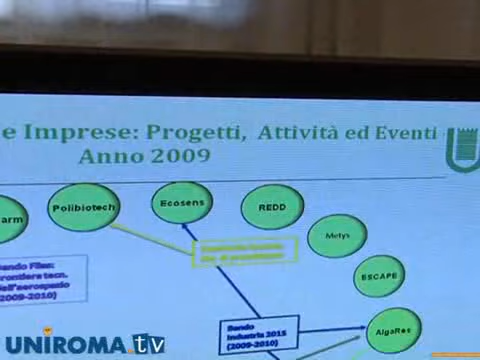 e Imprese: Progetti, Attività ed Eventi
Anno 2009
arm
Polibiotech
Ecosens
REDD
Metys
ESCAPE
AlgaRes
Bando Filas:
frontiere tecn.
dell'aerospazio
(2009-2010)
Bando
Industria 2015
(2009-2010)
UNIROMA.tv